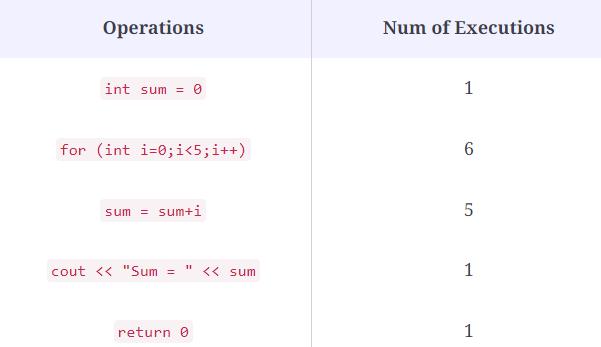 Operations Num of Executions
int sum = 0 1
for (int i=0;i<5;i++) 6
sum = sum+i 5
cout << "Sum = " << sum 1
return 0 1